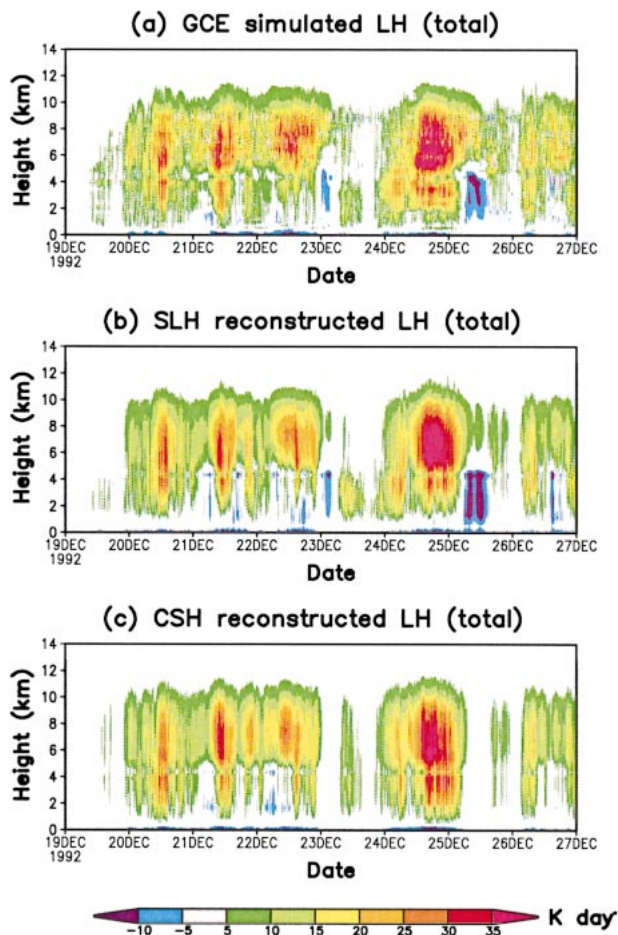 (a) GCE simulated LH (total)
14
12
10
8
6
4
2
0
Height (km)
19DEC 20DEC 21DEC 22DEC 23DEC 24DEC 25DEC 26DEC 27DEC
1992
Date
(b) SLH reconstructed LH (total)
14
12
10
8
6
4
2
0
Height (km)
19DEC 20DEC 21DEC 22DEC 23DEC 24DEC 25DEC 26DEC 27DEC
1992
Date
(c) CSH reconstructed LH (total)
14
12
10
8
6
4
2
0
Height (km)
19DEC 20DEC 21DEC 22DEC 23DEC 24DEC 25DEC 26DEC 27DEC
1992
Date
-10 -5 5 10 15 20 25 30 35 K day